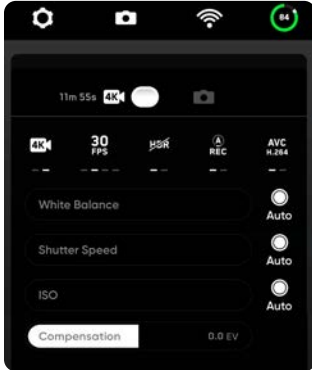 84
11m 55s 4K
4K 30 FPS HDR A REC AVC H.264
White Balance Auto
Shutter Speed Auto
ISO Auto
Compensation 0.0 EV